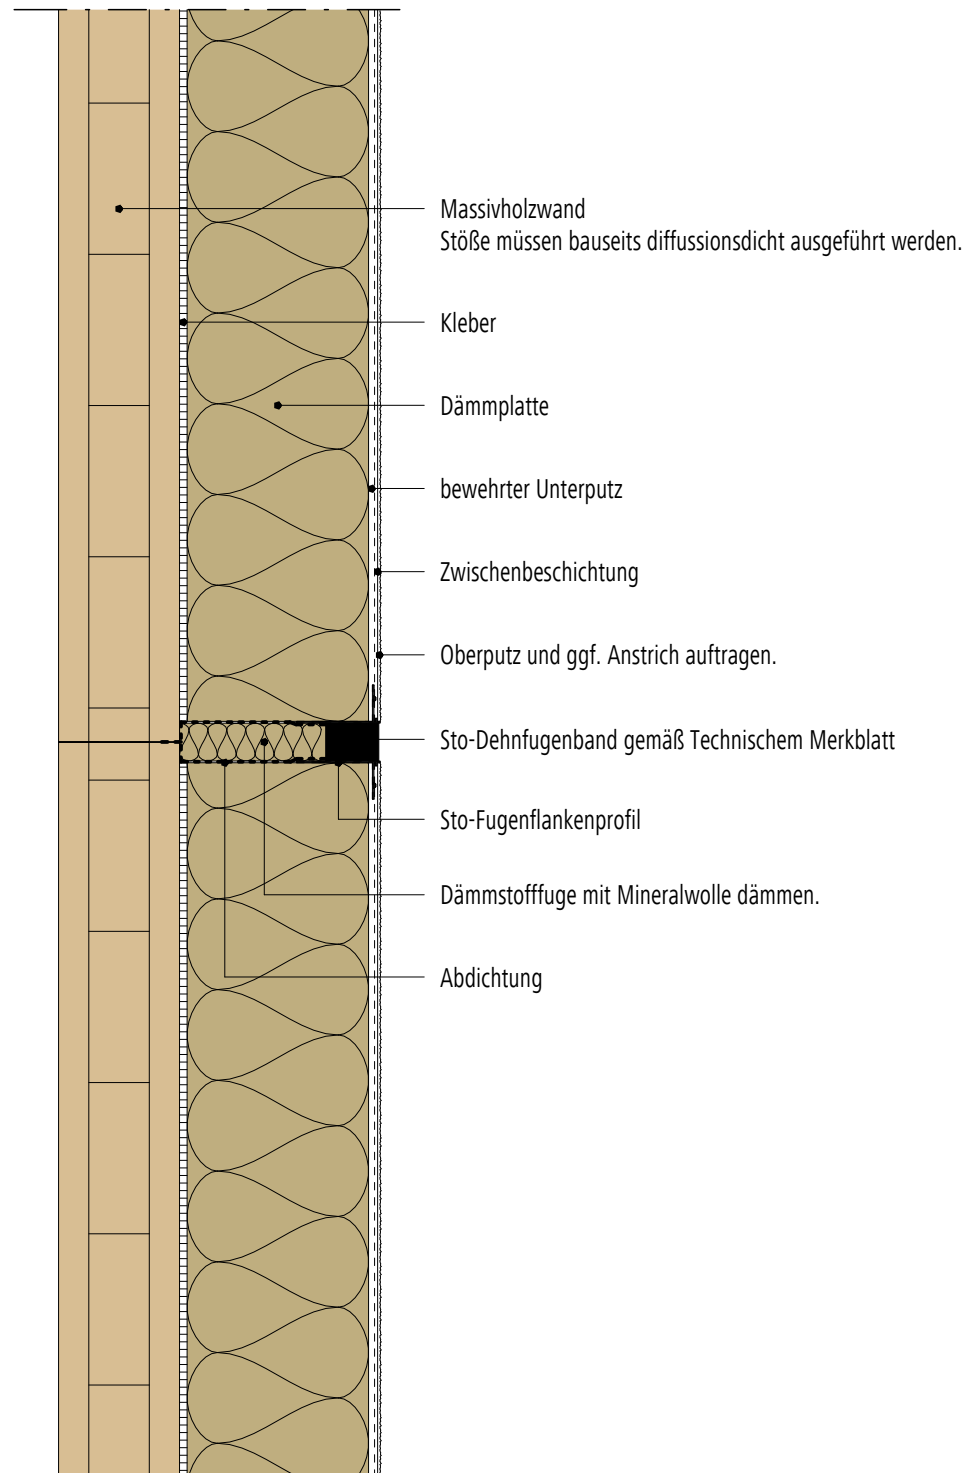 Massivholzwand
Stöße müssen bauseits diffussionsdicht ausgeführt werden.
Kleber
Dämmplatte
bewehrter Unterputz
Zwischenbeschichtung
Oberputz und ggf. Anstrich auftragen.
Sto-Dehnfugenband gemäß Technischem Merkblatt
Sto-Fugenflankenprofil
Dämmstofffuge mit Mineralwolle dämmen.
Abdichtung